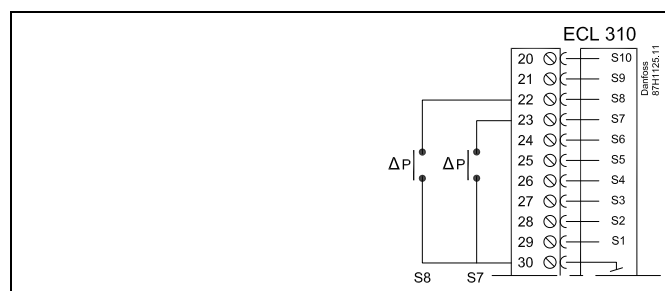 ECL 310
20 S10
21 S9
22 S8
23 S7
24 S6
25 S5
26 S4
27 S3
28 S2
29 S1
30
Danfoss
87H1125.11
ΔP ΔP
S8 S7